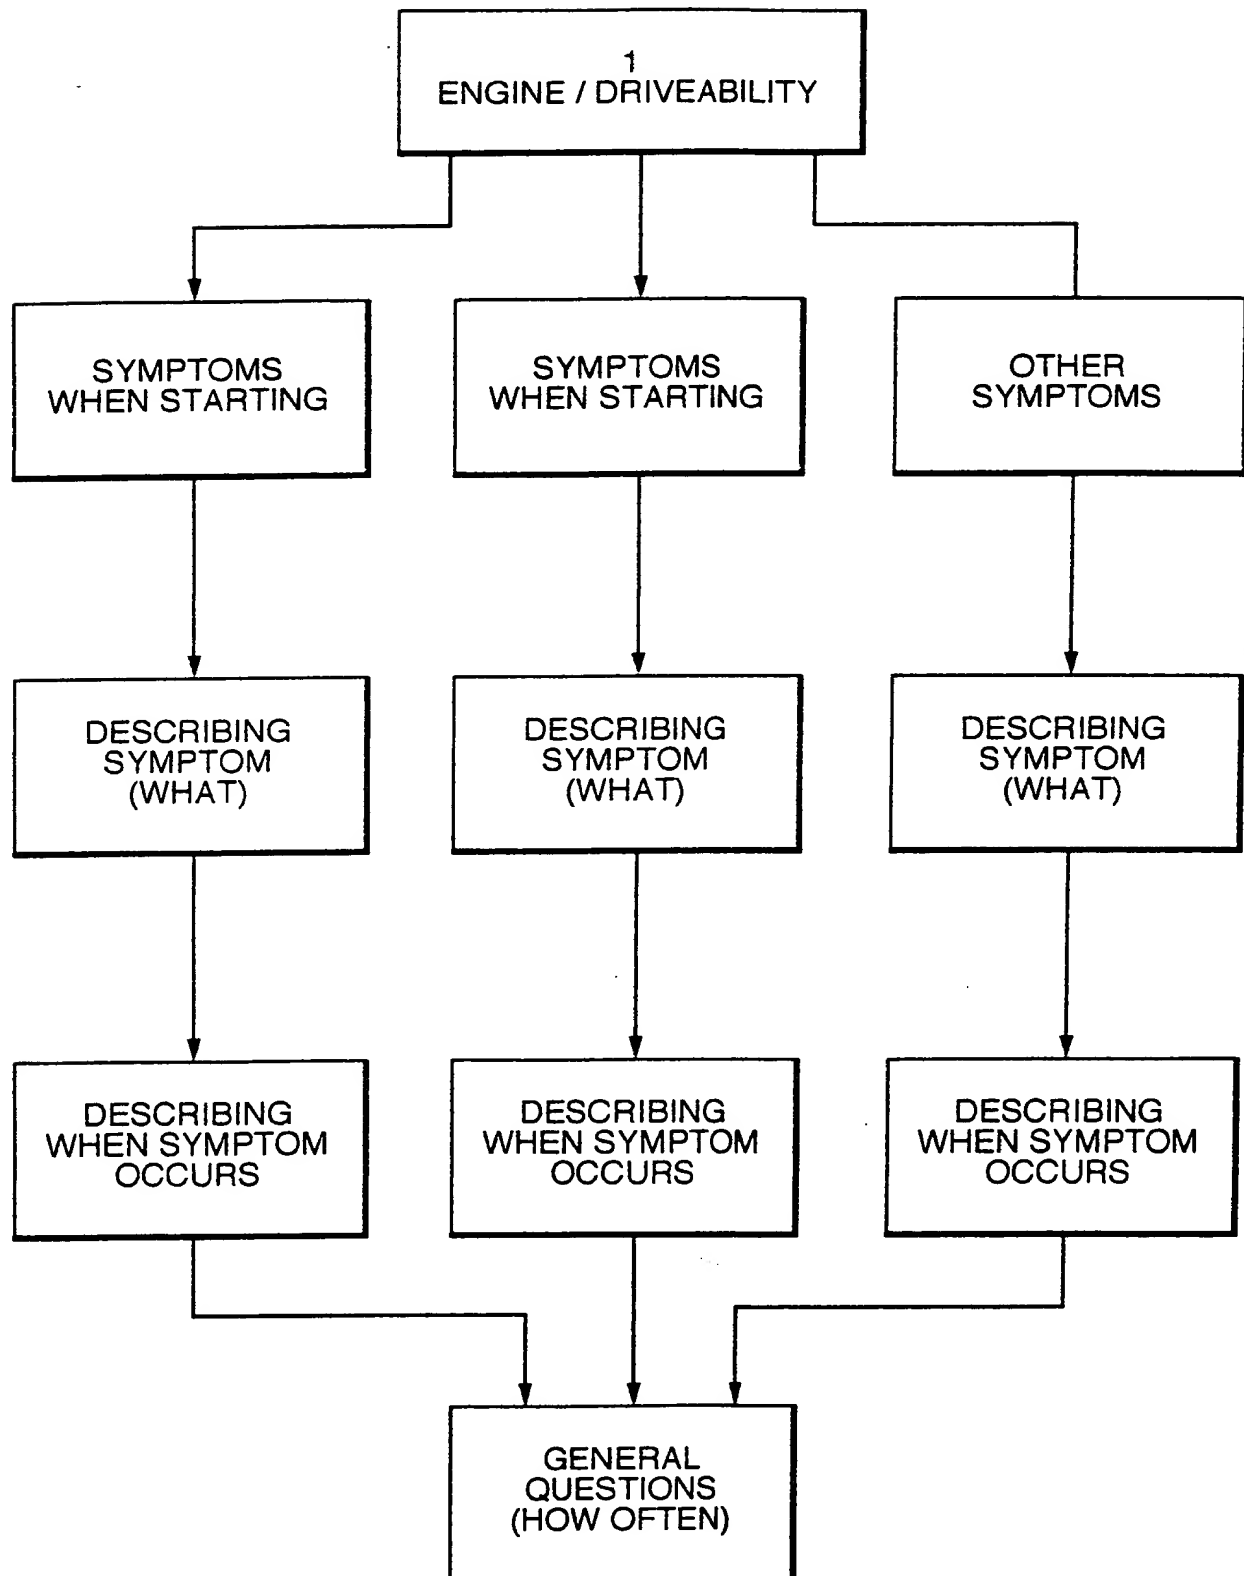 1
ENGINE / DRIVEABILITY
SYMPTOMS
WHEN STARTING
SYMPTOMS
WHEN STARTING
OTHER
SYMPTOMS
DESCRIBING
SYMPTOM
(WHAT)
DESCRIBING
SYMPTOM
(WHAT)
DESCRIBING
SYMPTOM
(WHAT)
DESCRIBING
WHEN SYMPTOM
OCCURS
DESCRIBING
WHEN SYMPTOM
OCCURS
DESCRIBING
WHEN SYMPTOM
OCCURS
GENERAL
QUESTIONS
(HOW OFTEN)